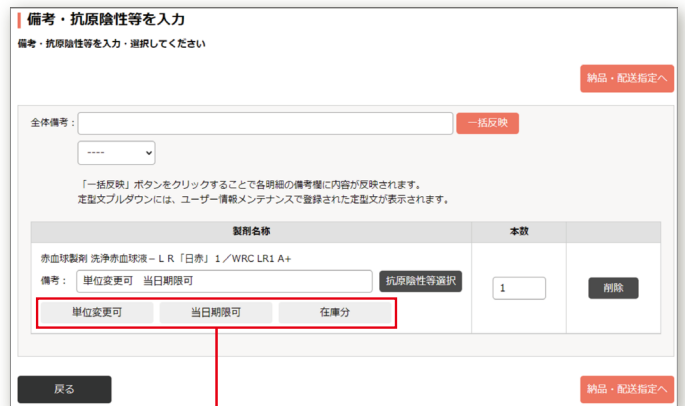 備考・抗原陰性等を入力
備考・抗原陰性等を入力・選択してください
納品・配送指定へ
全体備考： 一括反映
----
「一括反映」ボタンをクリックすることで各明細の備考欄に内容が反映されます。
定型文プルダウンには、ユーザー情報メンテナンスで登録された定型文が表示されます。
製剤名称 本数
赤血球製剤 洗浄赤血球液－ＬＲ「日赤」１／WRC LR1 A+
備考： 単位変更可　当日期限可 抗原陰性等選択 1 削除
単位変更可 当日期限可 在庫分
戻る 納品・配送指定へ